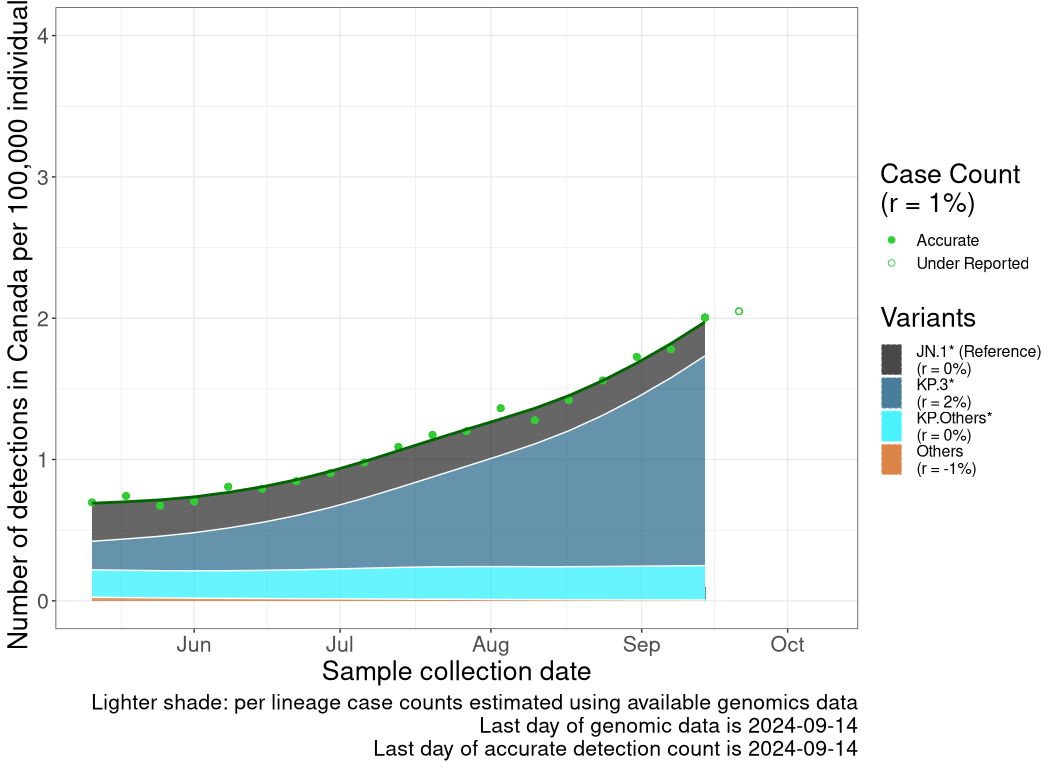 Number of detections in Canada per 100,000 individual
4
3
2
1
0
Jun
Jul
Aug
Sep
Oct
Sample collection date
Lighter shade: per lineage case counts estimated using available genomics data
Last day of genomic data is 2024-09-14
Last day of accurate detection count is 2024-09-14
Case Count
(r = 1%)
Accurate
Under Reported
Variants
JN.1* (Reference)
(r = 0%)
KP.3*
(r = 2%)
KP.Others*
(r = 0%)
Others
(r = -1%)